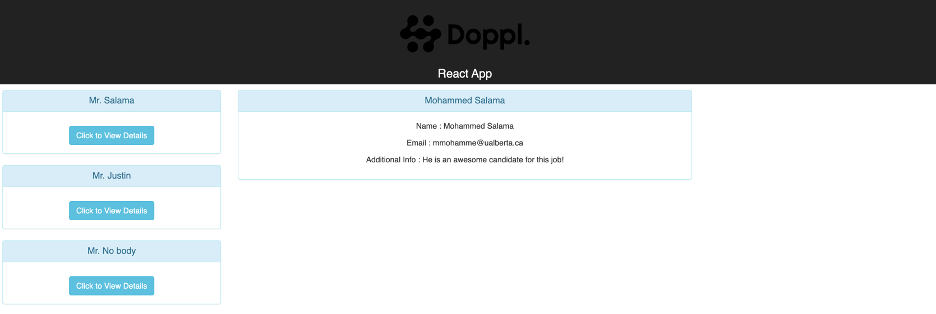 Doppl.
React App
Mr. Salama
Click to View Details
Mr. Justin
Click to View Details
Mr. No body
Click to View Details
Mohammed Salama
Name : Mohammed Salama
Email : mmohamme@ualberta.ca
Additional Info : He is an awesome candidate for this job!